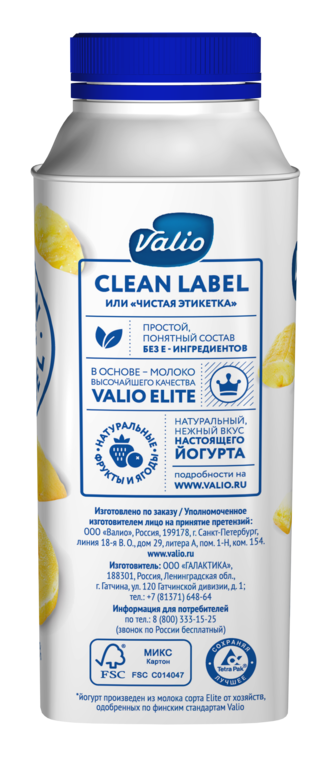 Valio
CLEAN LABEL
ИЛИ «ЧИСТАЯ ЭТИКЕТКА»
ПРОСТОЙ,
ПОНЯТНЫЙ СОСТАВ
БЕЗ Е - ИНГРЕДИЕНТОВ
В ОСНОВЕ – МОЛОКО
ВЫСОЧАЙШЕГО КАЧЕСТВА
VALIO ELITE
НАТУРАЛЬНЫЕ
ФРУКТЫ И ЯГОДЫ
НАТУРАЛЬНЫЙ,
НЕЖНЫЙ ВКУС
НАСТОЯЩЕГО
ЙОГУРТА
подробности на
WWW.VALIO.RU
Изготовлено по заказу / Уполномоченное
изготовителем лицо на принятие претензий:
ООО «Валио», Россия, 199178, г. Санкт-Петербург,
линия 18-я В. О., дом 29, литера А, пом. 1-Н, ком. 154.
www.valio.ru
Изготовитель: ООО «ГАЛАКТИКА»,
188301, Россия, Ленинградская обл.,
г. Гатчина, ул. 120 Гатчинской дивизии, д. 1;
тел.: +7 (81371) 648-64
Информация для потребителей
по тел.: 8 (800) 333-15-25
(звонок по России бесплатный)
FSC
МИКС
Картон
FSC C014047
СОХРАНЯЯ
Tetra Pak
ЛУЧШЕЕ
*йогурт произведен из молока сорта Elite от хозяйств,
одобренных по финским стандартам Valio